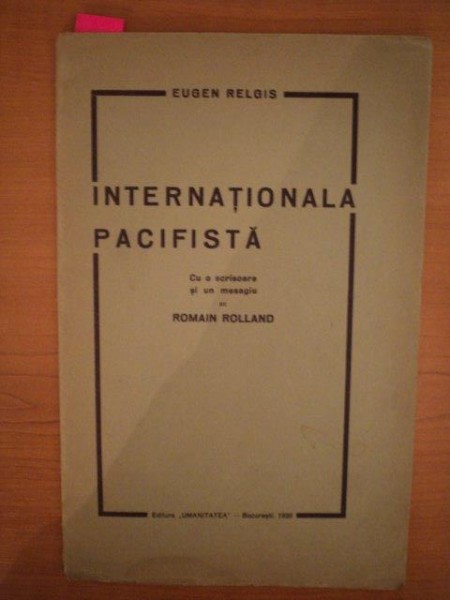 EUGEN RELGIS
INTERNAȚIONALA
PACIFISTĂ
Cu o scrisoare
și un mesagiu
de
ROMAIN ROLLAND
Editura „UMANITATEA" — București,